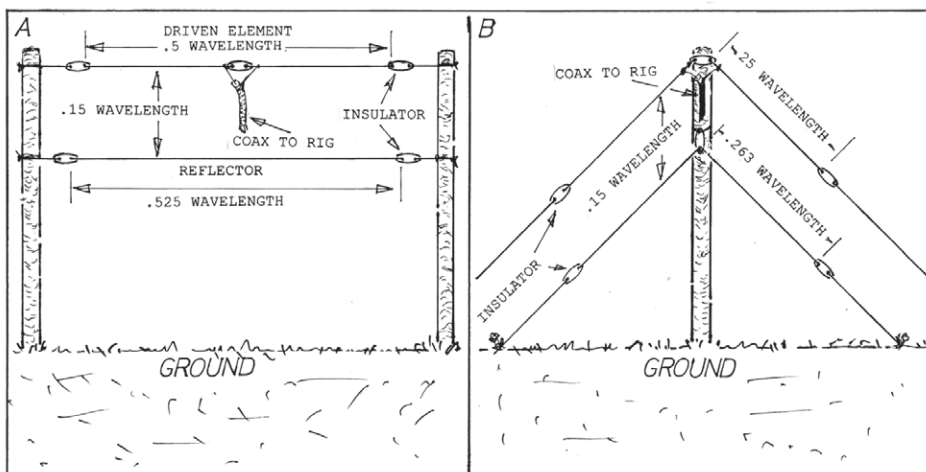 A
DRIVEN ELEMENT
.5 WAVELENGTH
.15 WAVELENGTH
INSULATOR
COAX TO RIG
REFLECTOR
.525 WAVELENGTH
GROUND
B
COAX TO RIG
.25 WAVELENGTH
.15 WAVELENGTH
.263 WAVELENGTH
INSULATOR
GROUND